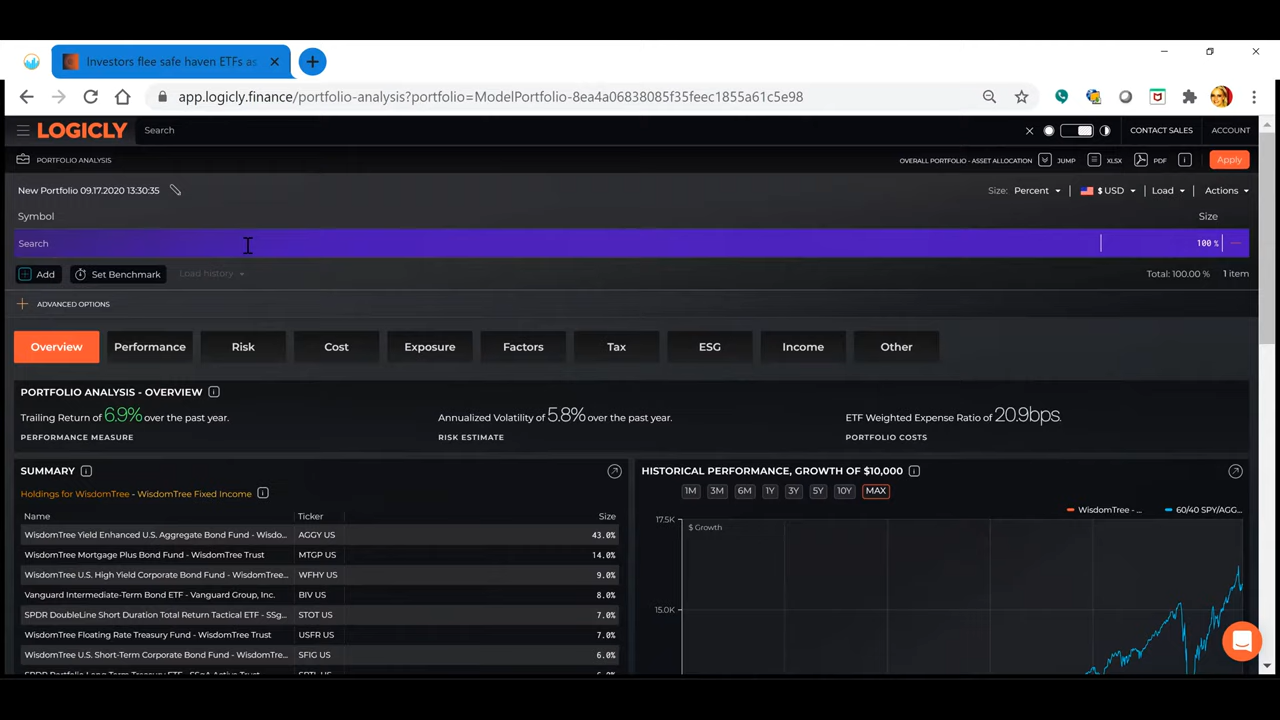 Investors flee safe haven ETFs as
app.logicly.finance/portfolio-analysis?portfolio=ModelPortfolio-8ea4a06838085f35feec1855a61c5e98
LOGICLY Search CONTACT SALES ACCOUNT
PORTFOLIO ANALYSIS OVERALL PORTFOLIO - ASSET ALLOCATION JUMP XLSX PDF Apply
New Portfolio 09.17.2020 13:30:35 Size: Percent $ USD Load Actions
Symbol Size
Search 100 %
Add Set Benchmark Load history Total: 100.00 % 1 item
ADVANCED OPTIONS
Overview Performance Risk Cost Exposure Factors Tax ESG Income Other
PORTFOLIO ANALYSIS - OVERVIEW
Trailing Return of 6.9% over the past year. Annualized Volatility of 5.8% over the past year. ETF Weighted Expense Ratio of 20.9bps.
PERFORMANCE MEASURE RISK ESTIMATE PORTFOLIO COSTS
SUMMARY
Holdings for WisdomTree - WisdomTree Fixed Income
Name Ticker Size
WisdomTree Yield Enhanced U.S. Aggregate Bond Fund - Wisdo... AGGY US 43.0%
WisdomTree Mortgage Plus Bond Fund - WisdomTree Trust MTGP US 14.0%
WisdomTree U.S. High Yield Corporate Bond Fund - WisdomTree... WFHY US 9.0%
Vanguard Intermediate-Term Bond ETF - Vanguard Group, Inc. BIV US 8.0%
SPDR DoubleLine Short Duration Total Return Tactical ETF - SSg... STOT US 7.0%
WisdomTree Floating Rate Treasury Fund - WisdomTree Trust USFR US 7.0%
WisdomTree U.S. Short-Term Corporate Bond Fund - WisdomTre... SFIG US 6.0%
HISTORICAL PERFORMANCE, GROWTH OF $10,000
1M 3M 6M 1Y 3Y 5Y 10Y MAX
WisdomTree - ... 60/40 SPY/AGG...
17.5K $ Growth
15.0K